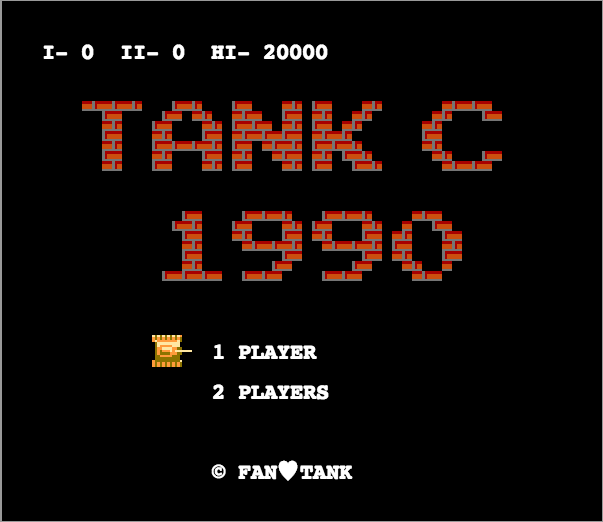 I- 0 II- 0 HI- 20000
TANK C
1990
1 PLAYER
2 PLAYERS
© FAN♥TANK